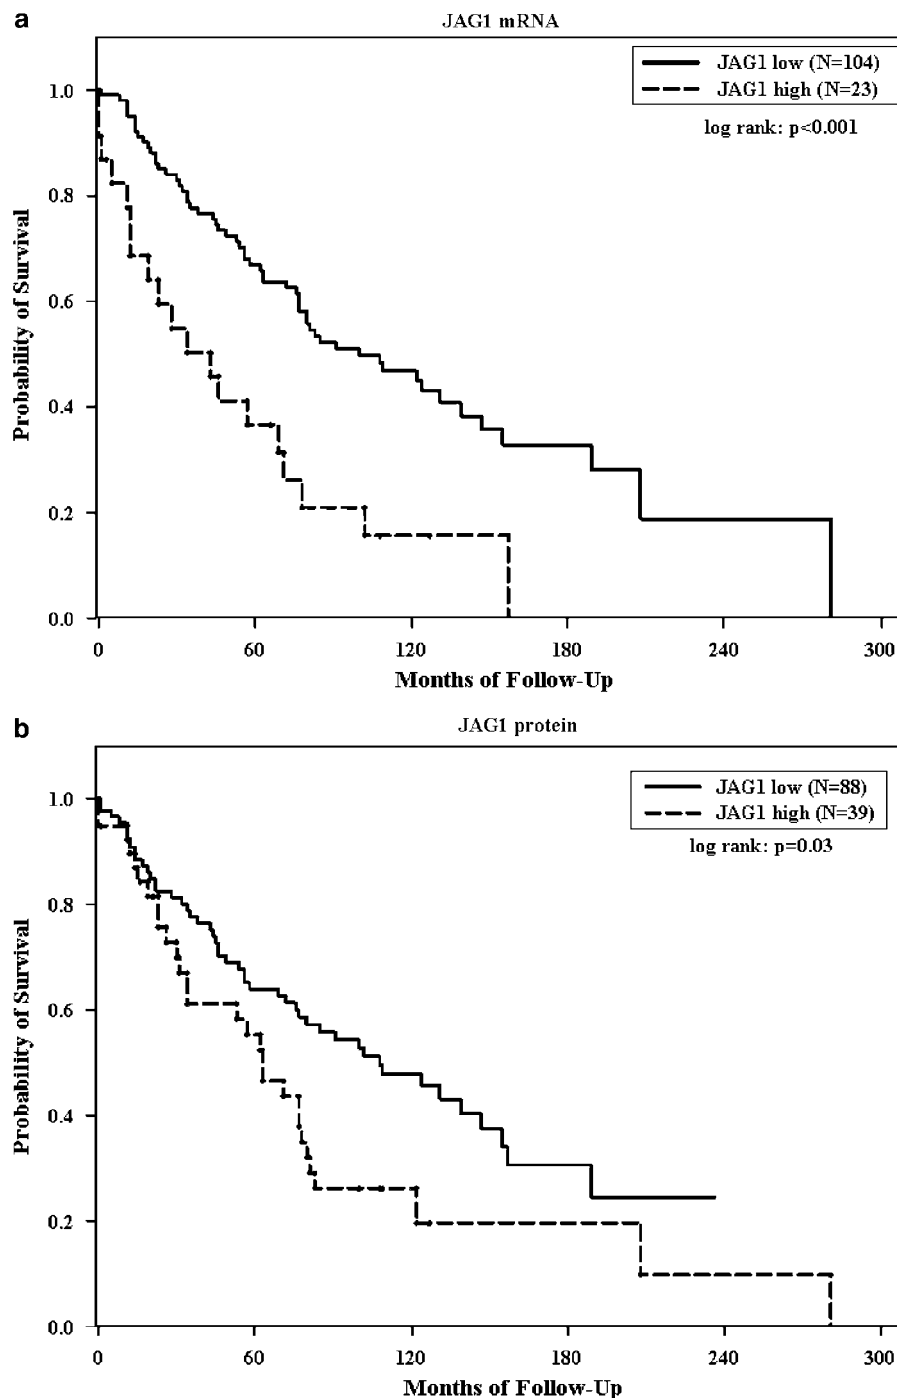 a
JAG1 mRNA
JAG1 low (N=104)
JAG1 high (N=23)
log rank: p<0.001
1.0
0.8
0.6
0.4
0.2
0.0
Probability of Survival
0 60 120 180 240 300
Months of Follow-Up
b
JAG1 protein
JAG1 low (N=88)
JAG1 high (N=39)
log rank: p=0.03
1.0
0.8
0.6
0.4
0.2
0.0
Probability of Survival
0 60 120 180 240 300
Months of Follow-Up